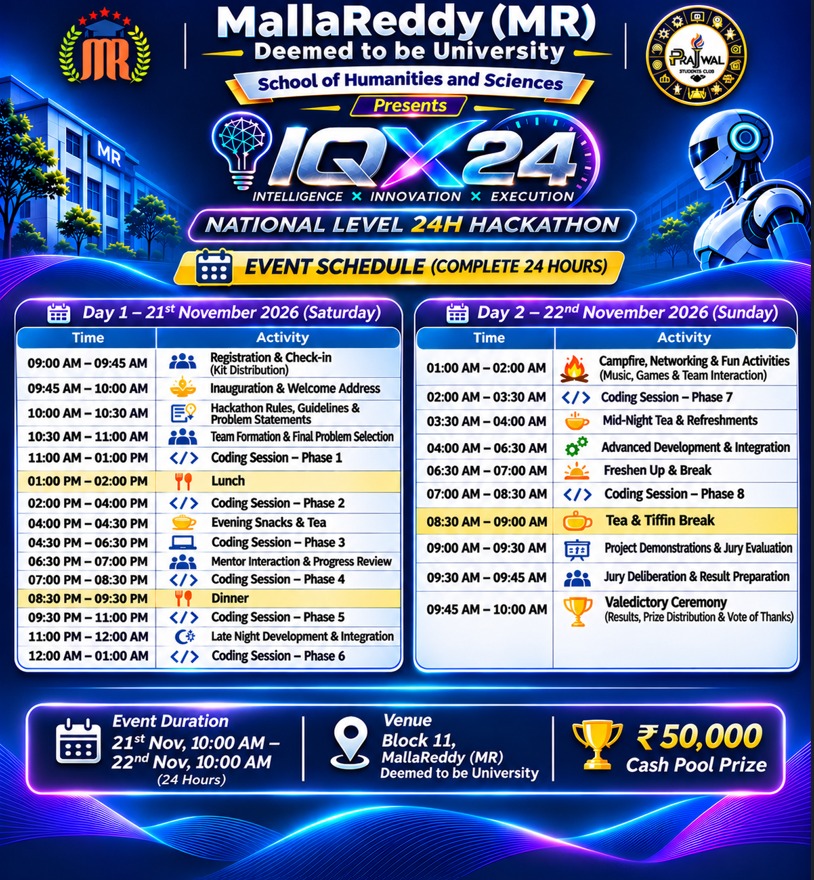 MallaReddy (MR)
Deemed to be University
School of Humanities and Sciences
Presents
MR
PRAJWAL
STUDENTS CLUB
MR
IQX24
INTELLIGENCE × INNOVATION × EXECUTION
NATIONAL LEVEL 24H HACKATHON
EVENT SCHEDULE (COMPLETE 24 HOURS)
Day 1 – 21st November 2026 (Saturday)
Time Activity
09:00 AM – 09:45 AM Registration & Check-in
(Kit Distribution)
09:45 AM – 10:00 AM Inauguration & Welcome Address
10:00 AM – 10:30 AM Hackathon Rules, Guidelines &
Problem Statements
10:30 AM – 11:00 AM Team Formation & Final Problem Selection
11:00 AM – 01:00 PM </> Coding Session – Phase 1
01:00 PM – 02:00 PM Lunch
02:00 PM – 04:00 PM </> Coding Session – Phase 2
04:00 PM – 04:30 PM Evening Snacks & Tea
04:30 PM – 06:30 PM Coding Session – Phase 3
06:30 PM – 07:00 PM Mentor Interaction & Progress Review
07:00 PM – 08:30 PM </> Coding Session – Phase 4
08:30 PM – 09:30 PM Dinner
09:30 PM – 11:00 PM </> Coding Session – Phase 5
11:00 PM – 12:00 AM Late Night Development & Integration
12:00 AM – 01:00 AM </> Coding Session – Phase 6
Day 2 – 22nd November 2026 (Sunday)
Time Activity
01:00 AM – 02:00 AM Campfire, Networking & Fun Activities
(Music, Games & Team Interaction)
02:00 AM – 03:30 AM </> Coding Session – Phase 7
03:30 AM – 04:00 AM Mid-Night Tea & Refreshments
04:00 AM – 06:30 AM Advanced Development & Integration
06:30 AM – 07:00 AM Freshen Up & Break
07:00 AM – 08:30 AM </> Coding Session – Phase 8
08:30 AM – 09:00 AM Tea & Tiffin Break
09:00 AM – 09:30 AM Project Demonstrations & Jury Evaluation
09:30 AM – 09:45 AM Jury Deliberation & Result Preparation
09:45 AM – 10:00 AM Valedictory Ceremony
(Results, Prize Distribution & Vote of Thanks)
Event Duration
21st Nov, 10:00 AM –
22nd Nov, 10:00 AM
(24 Hours)
Venue
Block 11,
MallaReddy (MR)
Deemed to be University
₹50,000
Cash Pool Prize